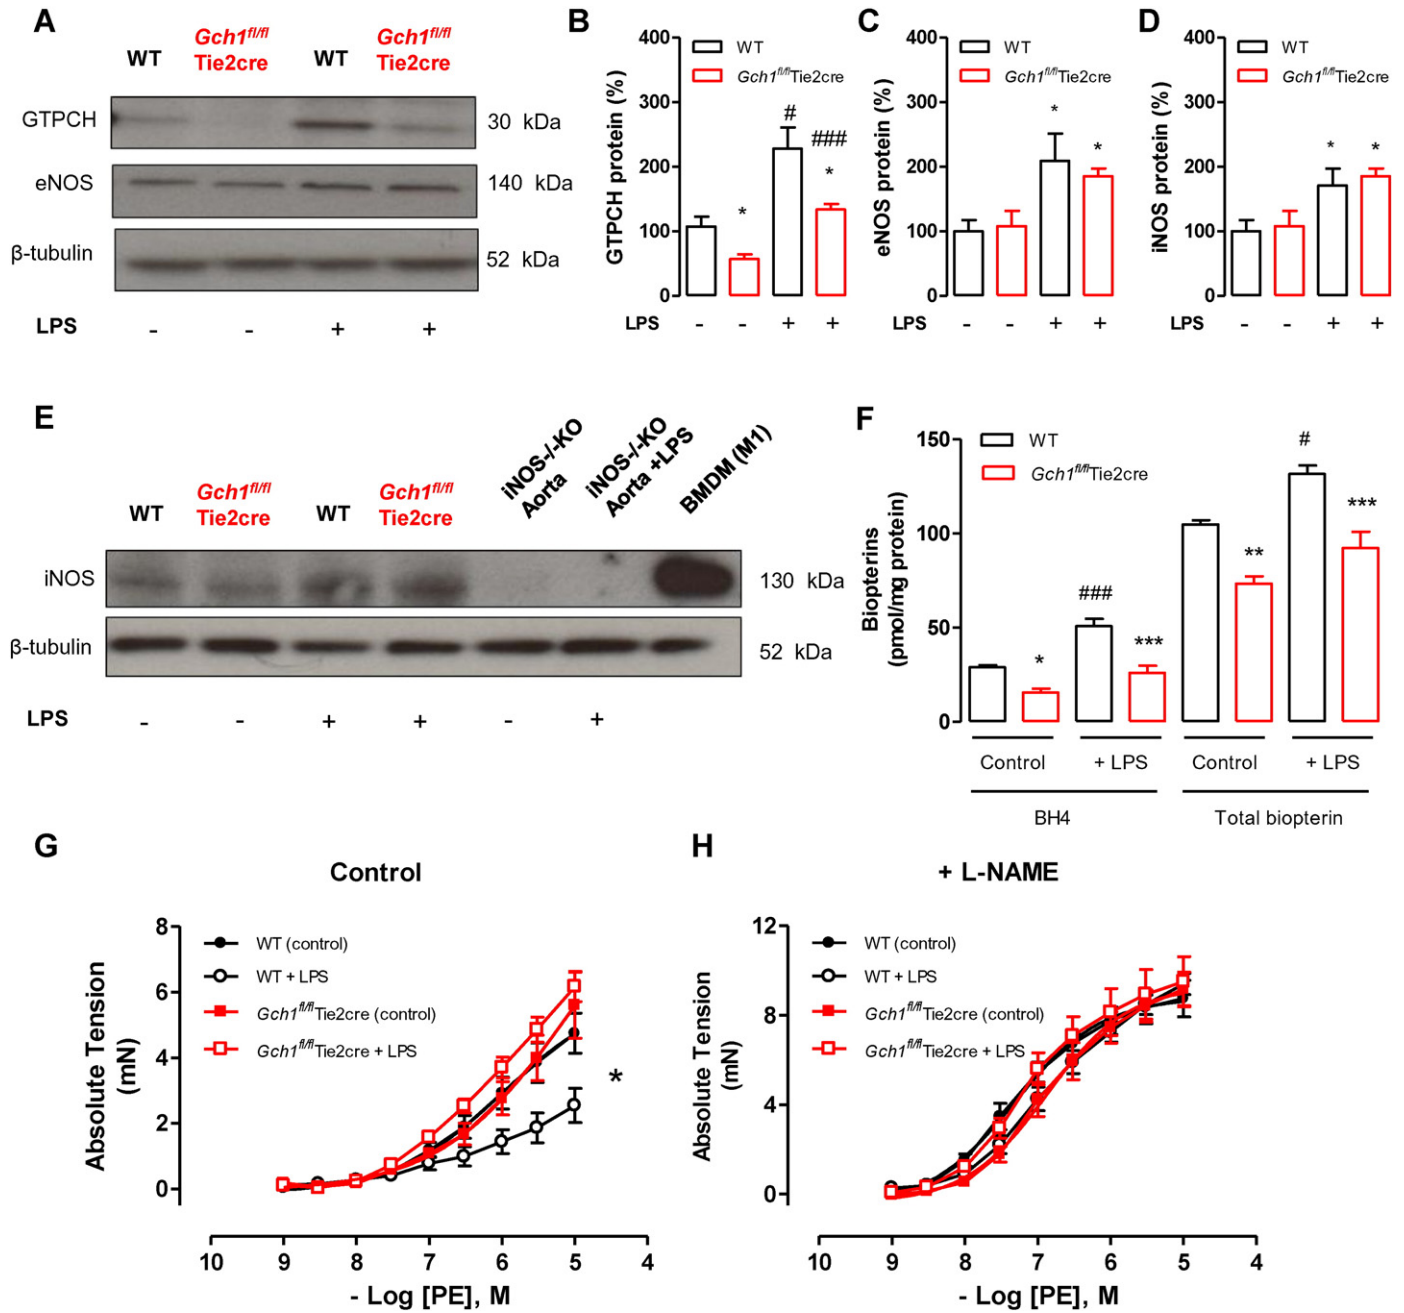 A
WT
Gch1fl/fl
Tie2cre
WT
Gch1fl/fl
Tie2cre
GTPCH
30 kDa
eNOS
140 kDa
β-tubulin
52 kDa
LPS - - + +
B
400
300
200
100
0
GTPCH protein (%)
WT
Gch1fl/flTie2cre
*
#
###
*
LPS - - + +
C
400
300
200
100
0
eNOS protein (%)
WT
Gch1fl/flTie2cre
*
*
LPS - - + +
D
400
300
200
100
0
iNOS protein (%)
WT
Gch1fl/flTie2cre
*
*
LPS - - + +
E
WT
Gch1fl/fl
Tie2cre
WT
Gch1fl/fl
Tie2cre
iNOS-/-KO
Aorta
iNOS-/-KO
Aorta +LPS
BMDM (M1)
iNOS
130 kDa
β-tubulin
52 kDa
LPS - - + + - +
F
150
100
50
0
Biopterins
(pmol/mg protein)
WT
Gch1fl/flTie2cre
*
###
***
**
#
***
Control + LPS Control + LPS
BH4 Total biopterin
G
Control
8
6
4
2
0
Absolute Tension
(mN)
WT (control)
WT + LPS
Gch1fl/flTie2cre (control)
Gch1fl/flTie2cre + LPS
*
10 9 8 7 6 5 4
- Log [PE], M
H
+ L-NAME
12
8
4
0
Absolute Tension
(mN)
WT (control)
WT + LPS
Gch1fl/flTie2cre (control)
Gch1fl/flTie2cre + LPS
10 9 8 7 6 5 4
- Log [PE], M